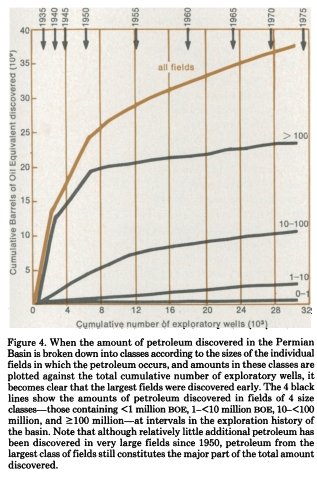 1935
1940
1945
1950
1955
1960
1965
1970
1975
Cumulative Barrels of Oil Equivalent discovered (10⁹)
40
35
30
25
20
15
10
5
all fields
> 100
10–100
1–10
0–1
0 4 8 12 16 20 24 28 32
Cumulative number of exploratory wells (10³)
Figure 4. When the amount of petroleum discovered in the Permian
Basin is broken down into classes according to the sizes of the individual
fields in which the petroleum occurs, and amounts in these classes are
plotted against the total cumulative number of exploratory wells, it
becomes clear that the largest fields were discovered early. The 4 black
lines show the amounts of petroleum discovered in fields of 4 size
classes—those containing <1 million BOE, 1–<10 million BOE, 10–<100
million, and ≥100 million—at intervals in the exploration history of
the basin. Note that although relatively little additional petroleum has
been discovered in very large fields since 1950, petroleum from the
largest class of fields still constitutes the major part of the total amount
discovered.